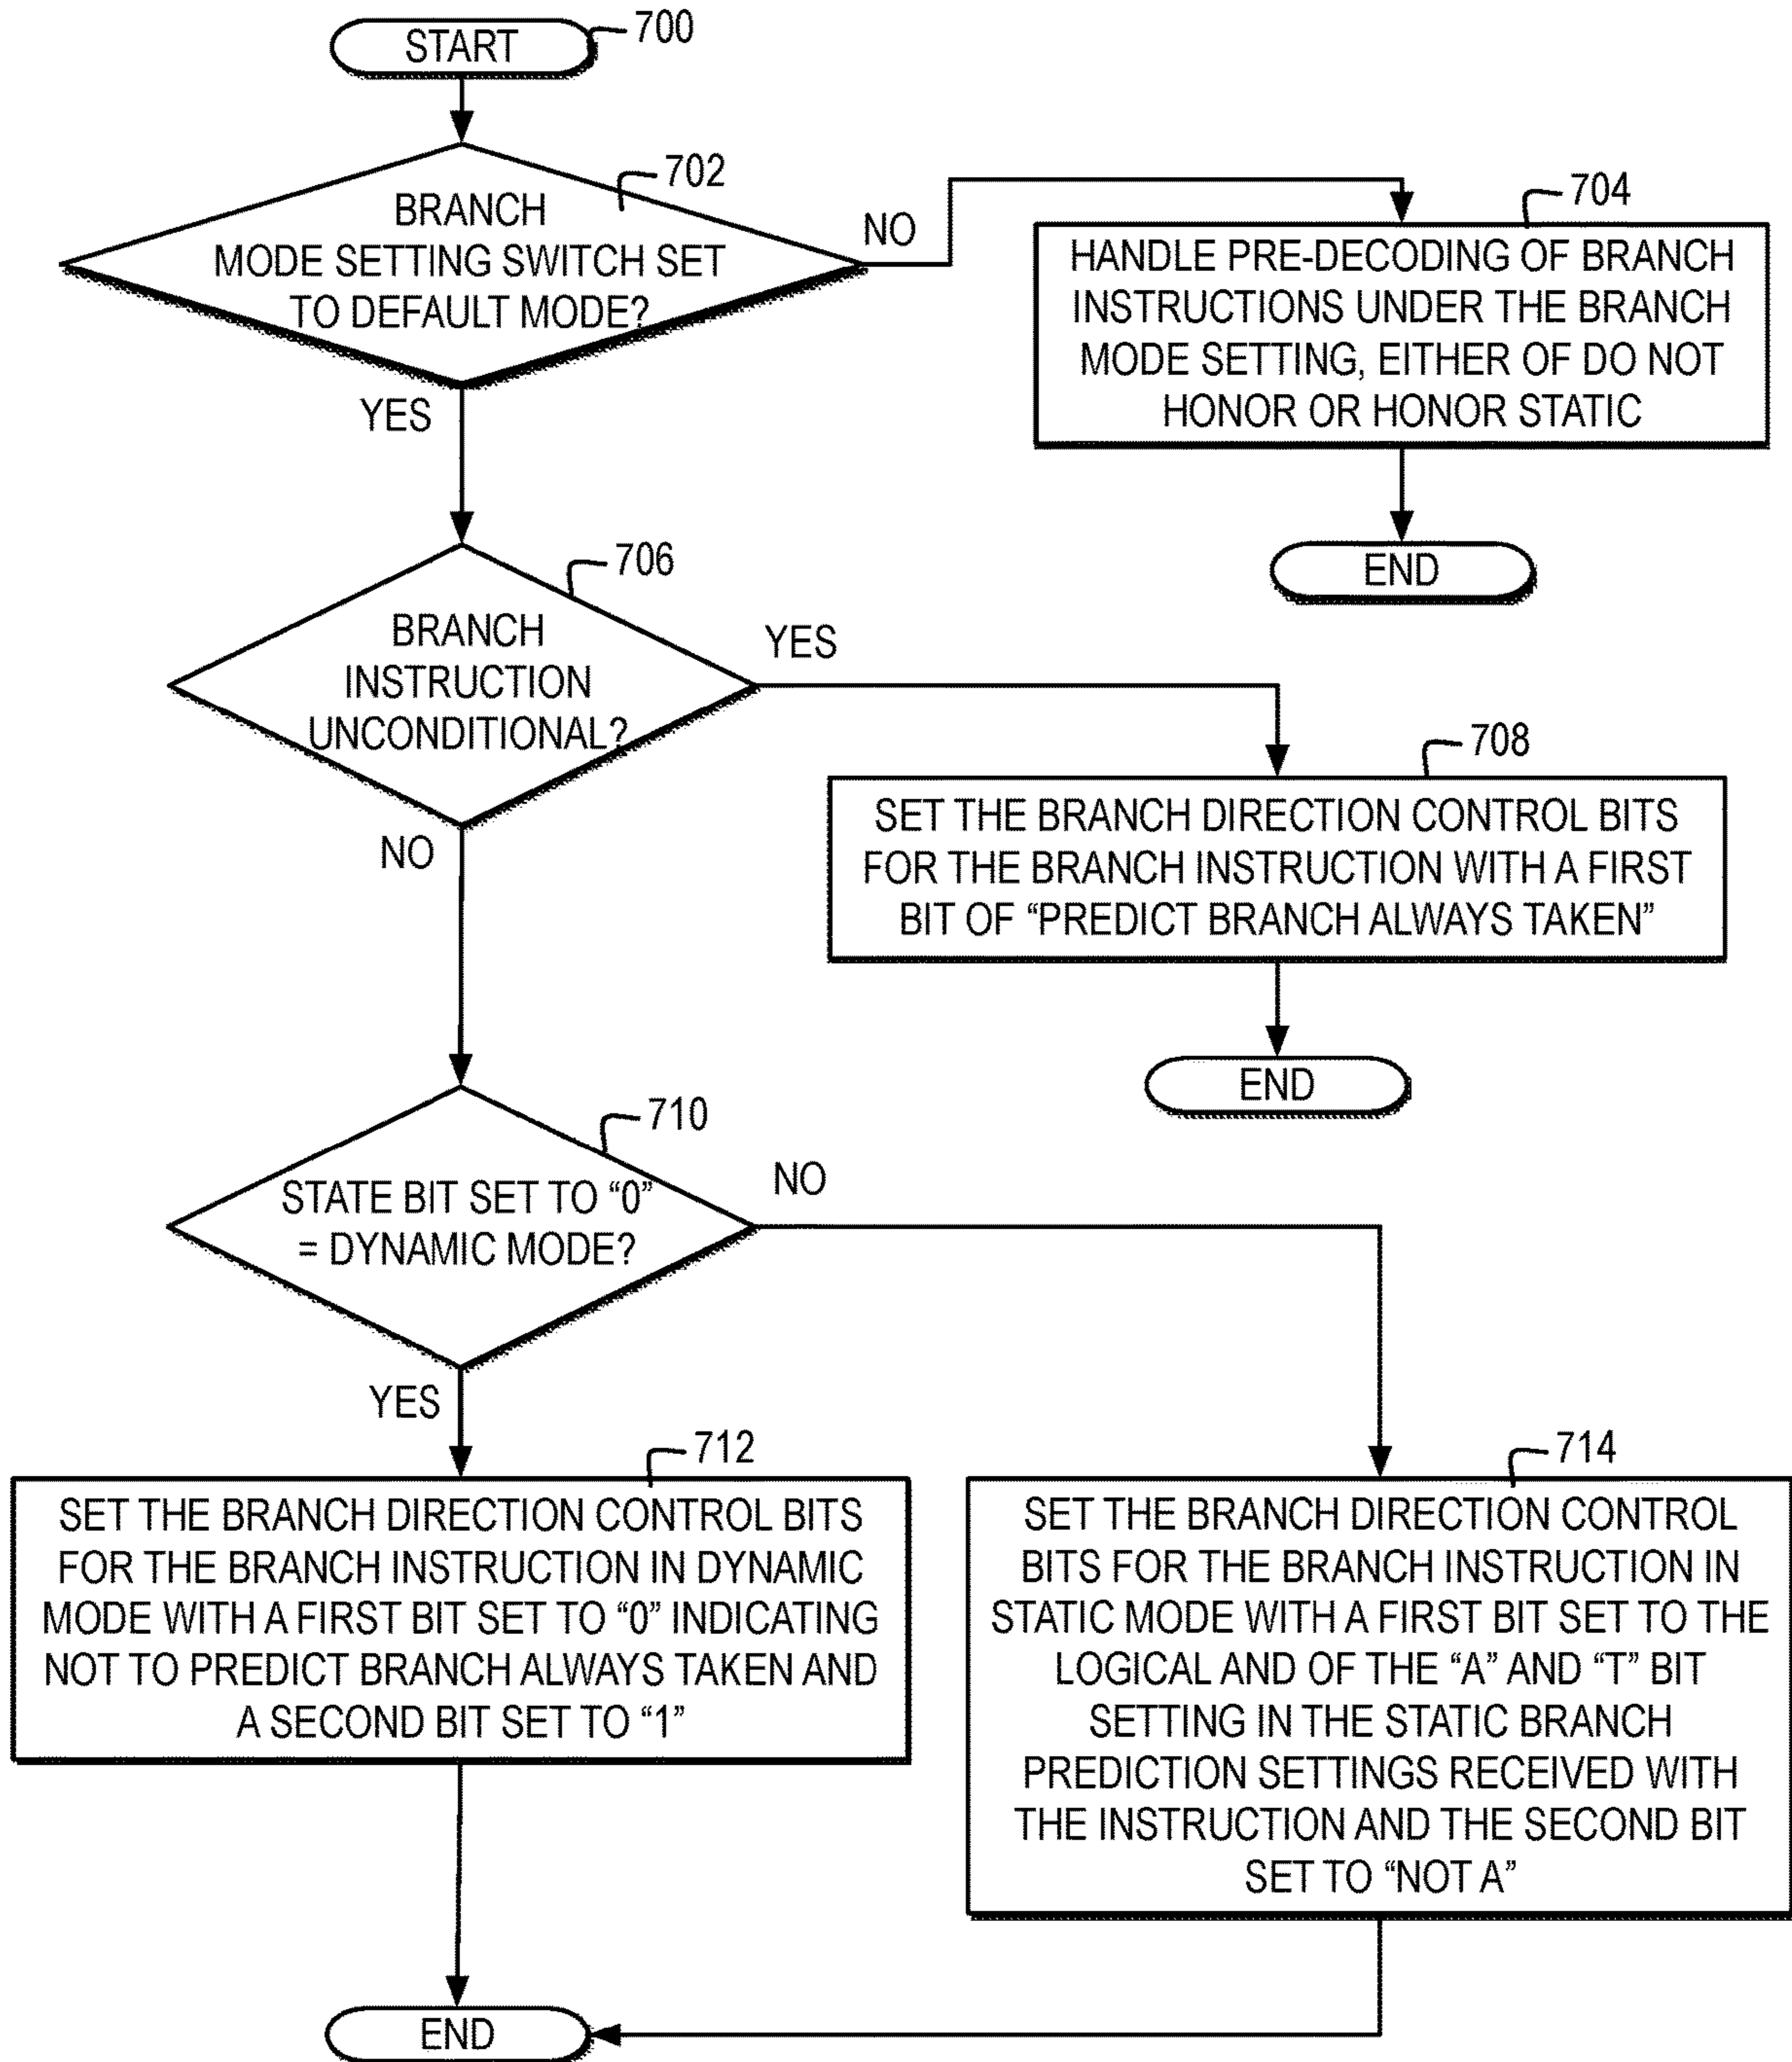 START
700
702
BRANCH
MODE SETTING SWITCH SET
TO DEFAULT MODE?
NO
YES
704
HANDLE PRE-DECODING OF BRANCH
INSTRUCTIONS UNDER THE BRANCH
MODE SETTING, EITHER OF DO NOT
HONOR OR HONOR STATIC
END
706
BRANCH
INSTRUCTION
UNCONDITIONAL?
YES
NO
708
SET THE BRANCH DIRECTION CONTROL BITS
FOR THE BRANCH INSTRUCTION WITH A FIRST
BIT OF “PREDICT BRANCH ALWAYS TAKEN”
END
710
STATE BIT SET TO “0”
= DYNAMIC MODE?
NO
YES
712
SET THE BRANCH DIRECTION CONTROL BITS
FOR THE BRANCH INSTRUCTION IN DYNAMIC
MODE WITH A FIRST BIT SET TO “0” INDICATING
NOT TO PREDICT BRANCH ALWAYS TAKEN AND
A SECOND BIT SET TO “1”
714
SET THE BRANCH DIRECTION CONTROL
BITS FOR THE BRANCH INSTRUCTION IN
STATIC MODE WITH A FIRST BIT SET TO THE
LOGICAL AND OF THE “A” AND “T” BIT
SETTING IN THE STATIC BRANCH
PREDICTION SETTINGS RECEIVED WITH
THE INSTRUCTION AND THE SECOND BIT
SET TO “NOT A”
END